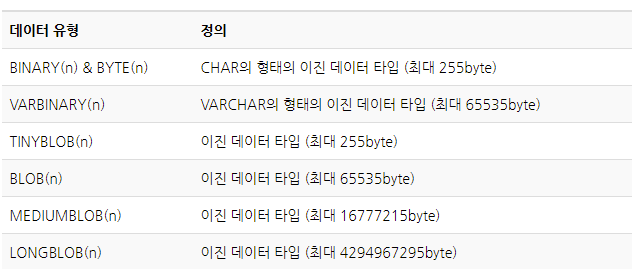 데이터 유형 정의
BINARY(n) & BYTE(n) CHAR의 형태의 이진 데이터 타입 (최대 255byte)
VARBINARY(n) VARCHAR의 형태의 이진 데이터 타입 (최대 65535byte)
TINYBLOB(n) 이진 데이터 타입 (최대 255byte)
BLOB(n) 이진 데이터 타입 (최대 65535byte)
MEDIUMBLOB(n) 이진 데이터 타입 (최대 16777215byte)
LONGBLOB(n) 이진 데이터 타입 (최대 4294967295byte)